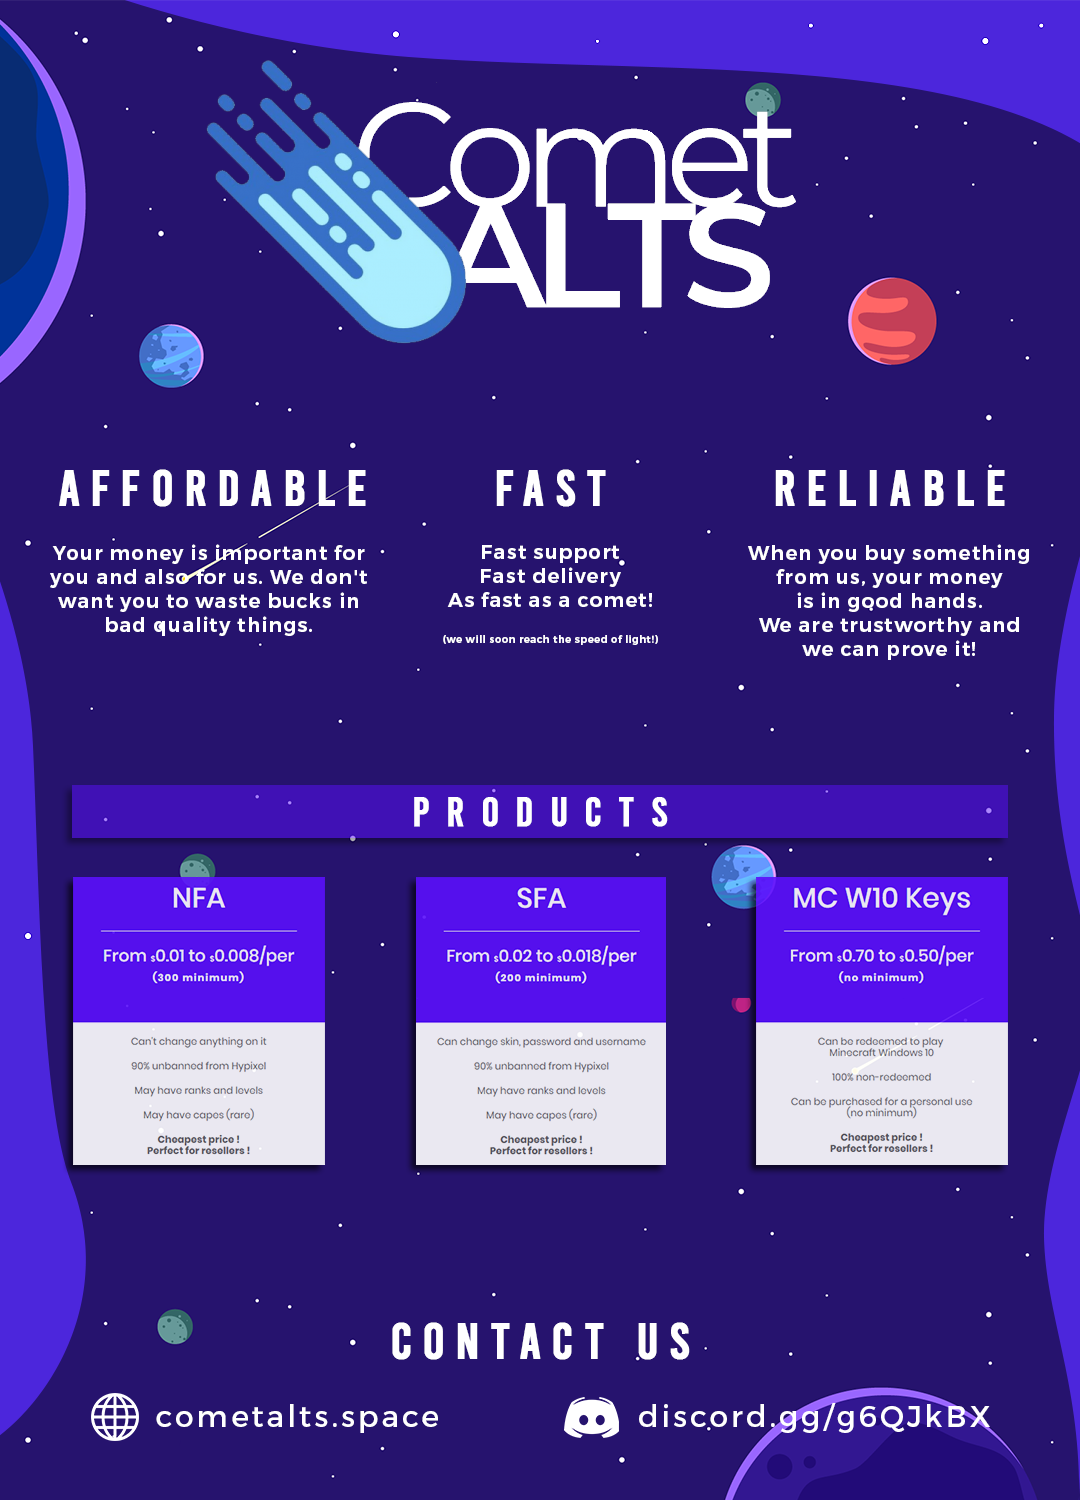 Comet
ALTS
AFFORDABLE
Your money is important for
you and also for us. We don't
want you to waste bucks in
bad quality things.
FAST
Fast support
Fast delivery
As fast as a comet!
(we will soon reach the speed of light!)
RELIABLE
When you buy something
from us, your money
is in good hands.
We are trustworthy and
we can prove it!
PRODUCTS
NFA
From $0.01 to $0.008/per
(300 minimum)
Can't change anything on it
90% unbanned from Hypixel
May have ranks and levels
May have capes (rare)
Cheapest price !
Perfect for resellers !
SFA
From $0.02 to $0.018/per
(200 minimum)
Can change skin, password and username
90% unbanned from Hypixel
May have ranks and levels
May have capes (rare)
Cheapest price !
Perfect for resellers !
MC W10 Keys
From $0.70 to $0.50/per
(no minimum)
Can be redeemed to play
Minecraft Windows 10
100% non-redeemed
Can be purchased for a personal use
(no minimum)
Cheapest price !
Perfect for resellers !
CONTACT US
cometalts.space
discord.gg/g6QJkBX